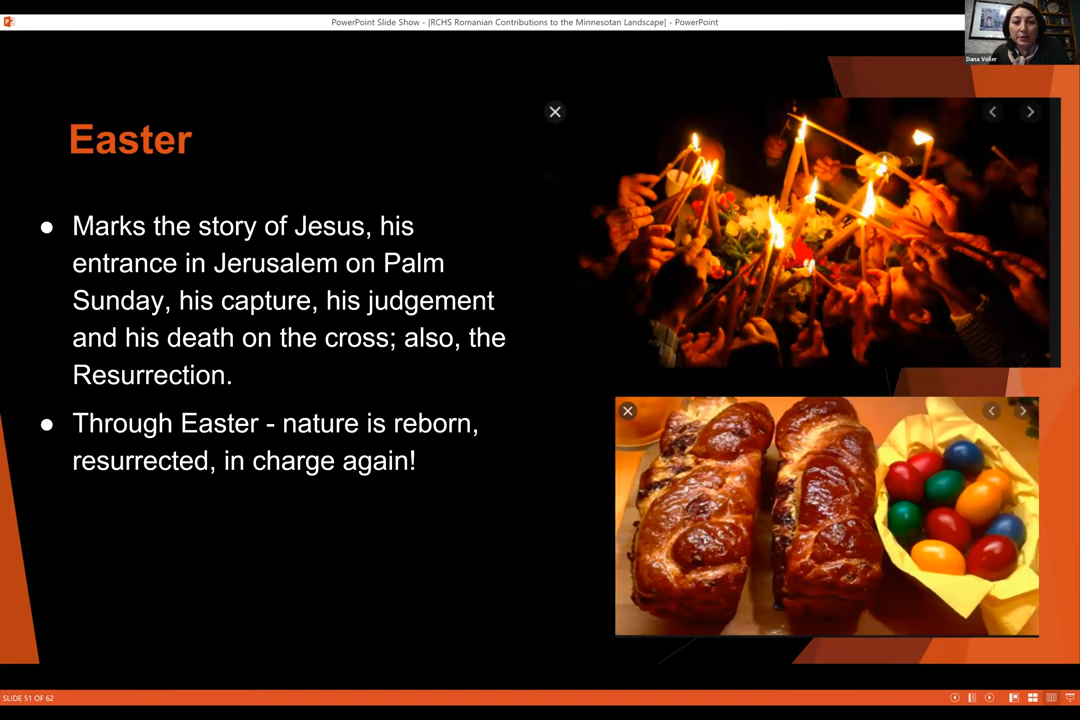 PowerPoint Slide Show - [RCHS Romanian Contributions to the Minnesotan Landscape] - PowerPoint
Dana Voller
Easter
● Marks the story of Jesus, his
entrance in Jerusalem on Palm
Sunday, his capture, his judgement
and his death on the cross; also, the
Resurrection.
● Through Easter - nature is reborn,
resurrected, in charge again!
SLIDE 51 OF 62